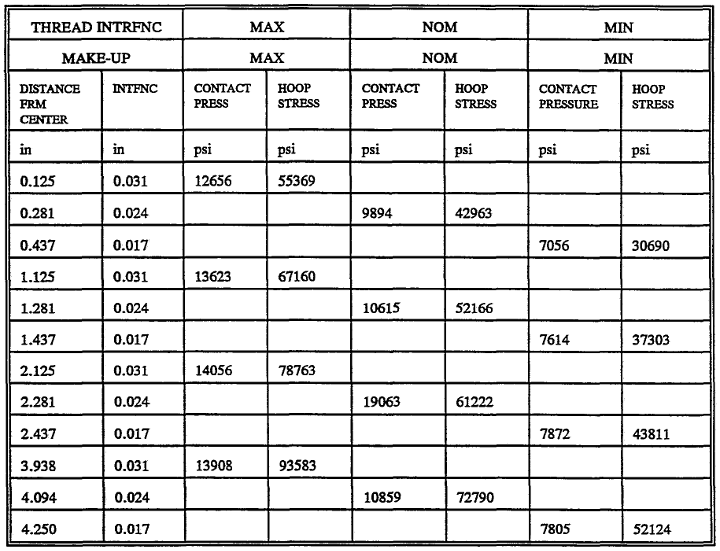 THREAD INTRFNC MAX NOM MIN
MAKE-UP MAX NOM MIN
DISTANCE FRM CENTER INTFNC CONTACT PRESS HOOP STRESS CONTACT PRESS HOOP STRESS CONTACT PRESSURE HOOP STRESS
in in psi psi psi psi psi psi
0.125 0.031 12656 55369
0.281 0.024 9894 42963
0.437 0.017 7056 30690
1.125 0.031 13623 67160
1.281 0.024 10615 52166
1.437 0.017 7614 37303
2.125 0.031 14056 78763
2.281 0.024 19063 61222
2.437 0.017 7872 43811
3.938 0.031 13908 93583
4.094 0.024 10859 72790
4.250 0.017 7805 52124